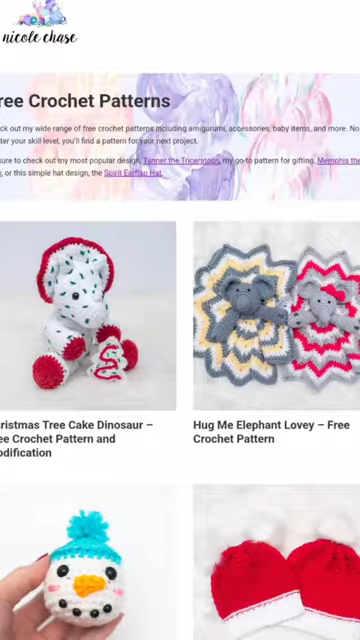 nicole chase
ree Crochet Patterns
ck out my wide range of free crochet patterns including amigurumi, accessories, baby items, and more. No
ter your skill level, you'll find a pattern for your next project.
sure to check out my most popular design, Tanner the Triceratops, my go-to pattern for gifting, Memphis the
, or this simple hat design, the Spirit Earflap Hat.
hristmas Tree Cake Dinosaur –
ee Crochet Pattern and
odification
Hug Me Elephant Lovey – Free
Crochet Pattern